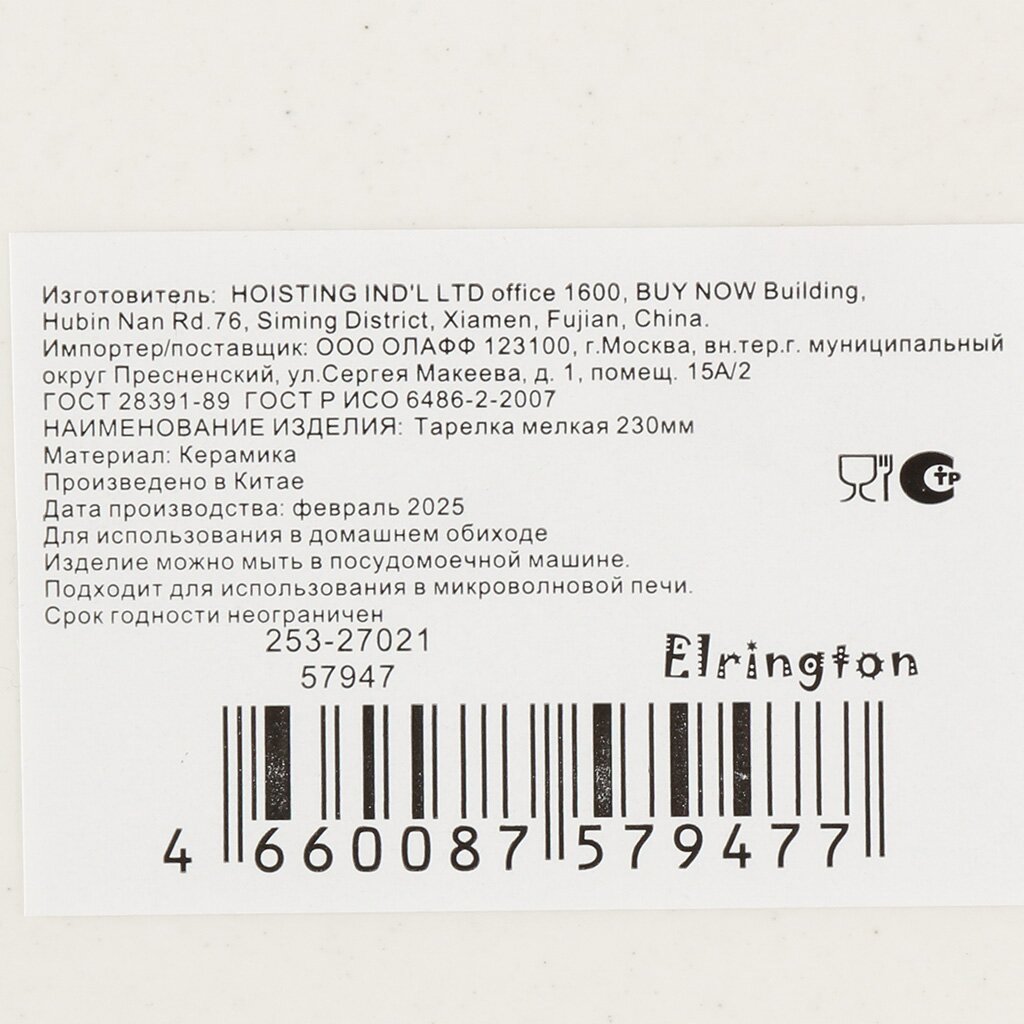 Изготовитель: HOISTING IND'L LTD office 1600, BUY NOW Building,
Hubin Nan Rd.76, Siming District, Xiamen, Fujian, China.
Импортер/поставщик: ООО ОЛАФФ 123100, г.Москва, вн.тер.г. муниципальный
округ Пресненский, ул.Сергея Макеева, д. 1, помещ. 15А/2
ГОСТ 28391-89 ГОСТ Р ИСО 6486-2-2007
НАИМЕНОВАНИЕ ИЗДЕЛИЯ: Тарелка мелкая 230мм
Материал: Керамика
Произведено в Китае
Дата производства: февраль 2025
Для использования в домашнем обиходе
Изделие можно мыть в посудомоечной машине.
Подходит для использования в микроволновой печи.
Срок годности неограничен
253-27021
57947
Elrington
4 660087 579477